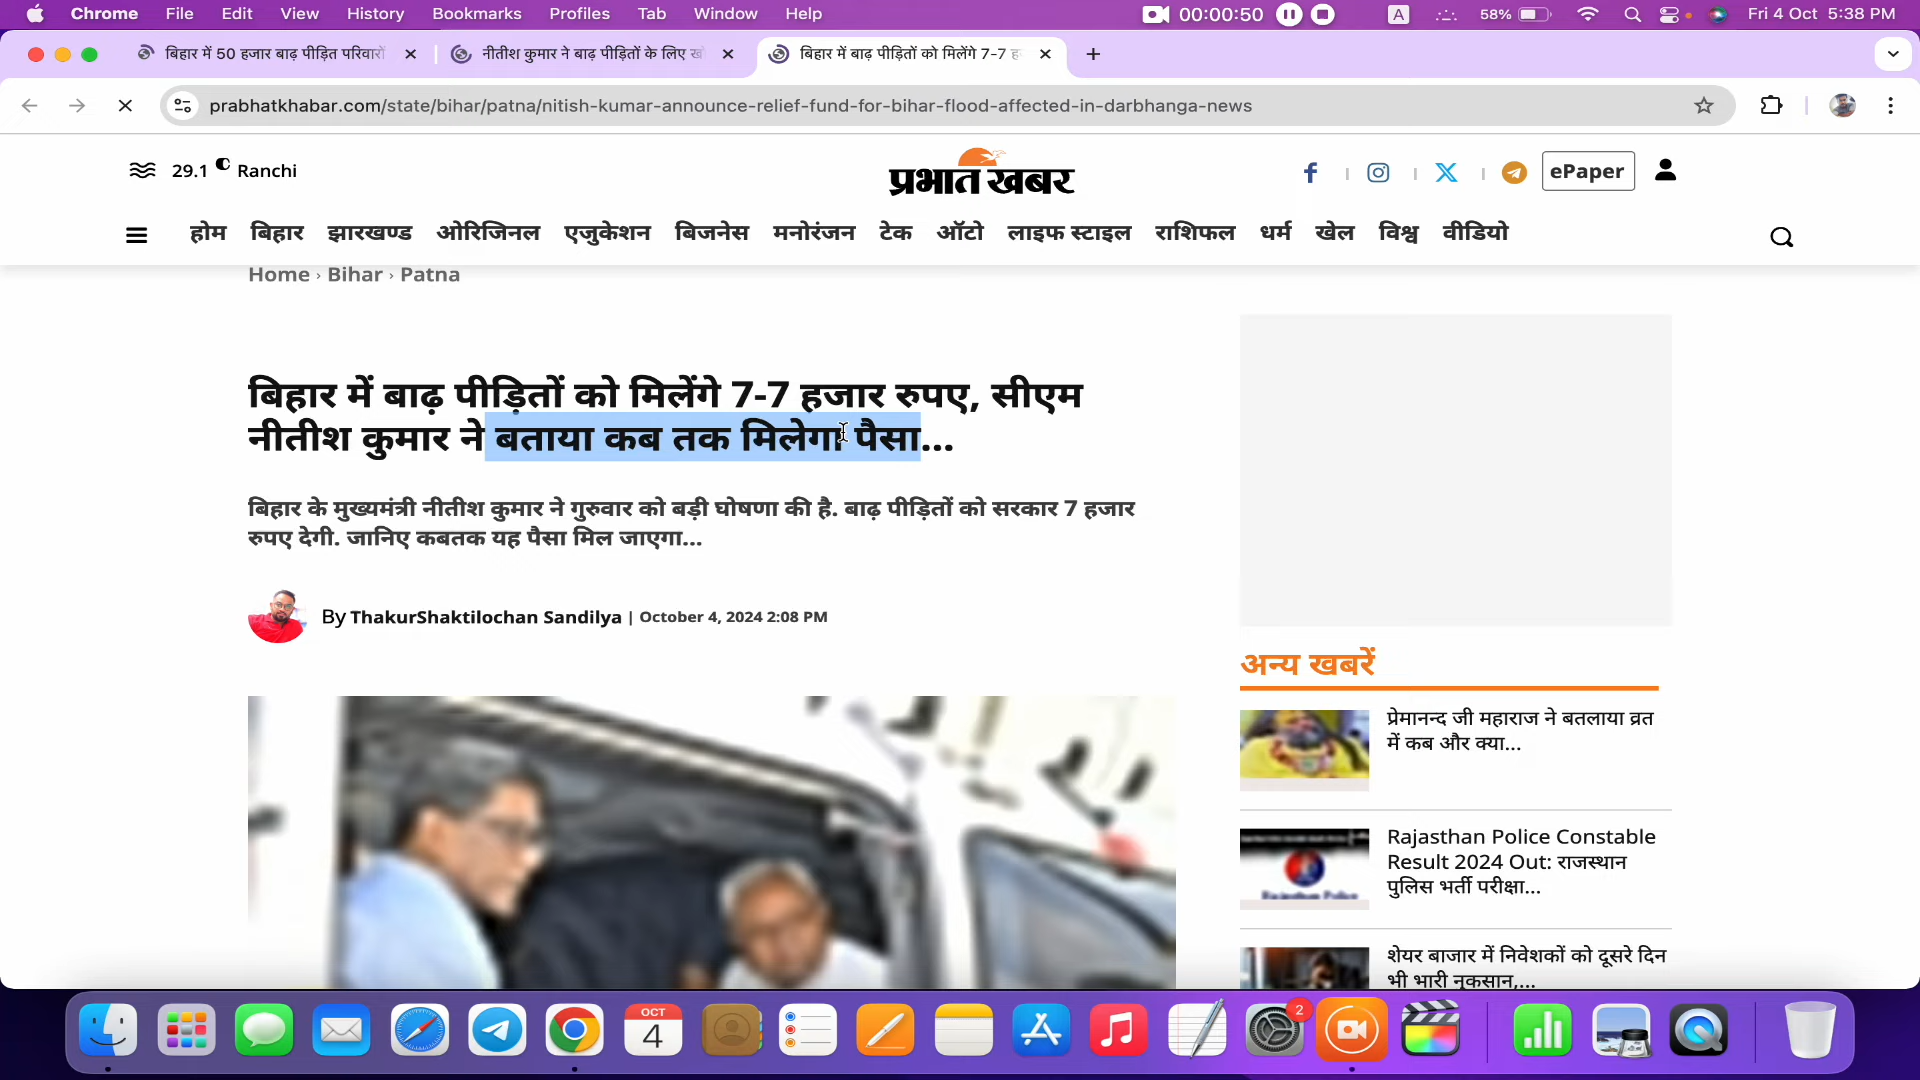 Chrome File Edit View History Bookmarks Profiles Tab Window Help 00:00:50 A 58% Fri 4 Oct 5:38 PM
बिहार में 50 हजार बाढ़ पीड़ित परिवारों नीतीश कुमार ने बाढ़ पीड़ितों के लिए बिहार में बाढ़ पीड़ितों को मिलेंगे 7-7
prabhatkhabar.com/state/bihar/patna/nitish-kumar-announce-relief-fund-for-bihar-flood-affected-in-darbhanga-news
29.1 C Ranchi
प्रभात खबर
ePaper
होम बिहार झारखण्ड ओरिजिनल एजुकेशन बिजनेस मनोरंजन टेक ऑटो लाइफ स्टाइल राशिफल धर्म खेल विश्व वीडियो
Home › Bihar › Patna
बिहार में बाढ़ पीड़ितों को मिलेंगे 7-7 हजार रुपए, सीएम
नीतीश कुमार ने बताया कब तक मिलेगा पैसा...
बिहार के मुख्यमंत्री नीतीश कुमार ने गुरुवार को बड़ी घोषणा की है. बाढ़ पीड़ितों को सरकार 7 हजार
रुपए देगी. जानिए कबतक यह पैसा मिल जाएगा...
By ThakurShaktilochan Sandilya | October 4, 2024 2:08 PM
अन्य खबरें
प्रेमानन्द जी महाराज ने बतलाया व्रत
में कब और क्या...
Rajasthan Police Constable
Result 2024 Out: राजस्थान
पुलिस भर्ती परीक्षा...
शेयर बाजार में निवेशकों को दूसरे दिन
भी भारी नुकसान,...
OCT
4
2